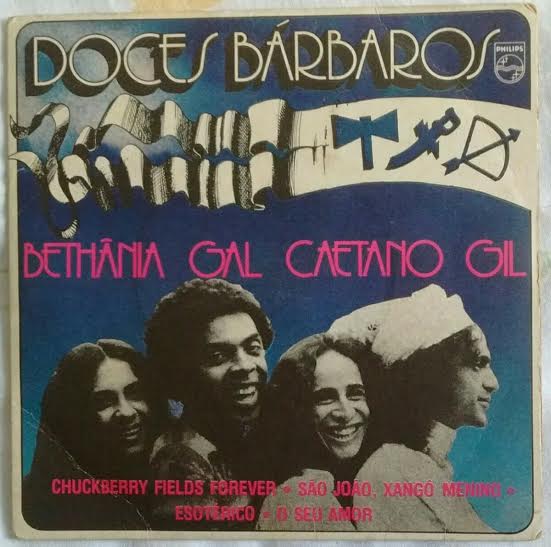 DOCES BÁRBAROS
PHILIPS
BETHÂNIA GAL CAETANO GIL
CHUCKBERRY FIELDS FOREVER • SÃO JOÃO, XANGÔ MENINO •
ESOTÉRICO • O SEU AMOR